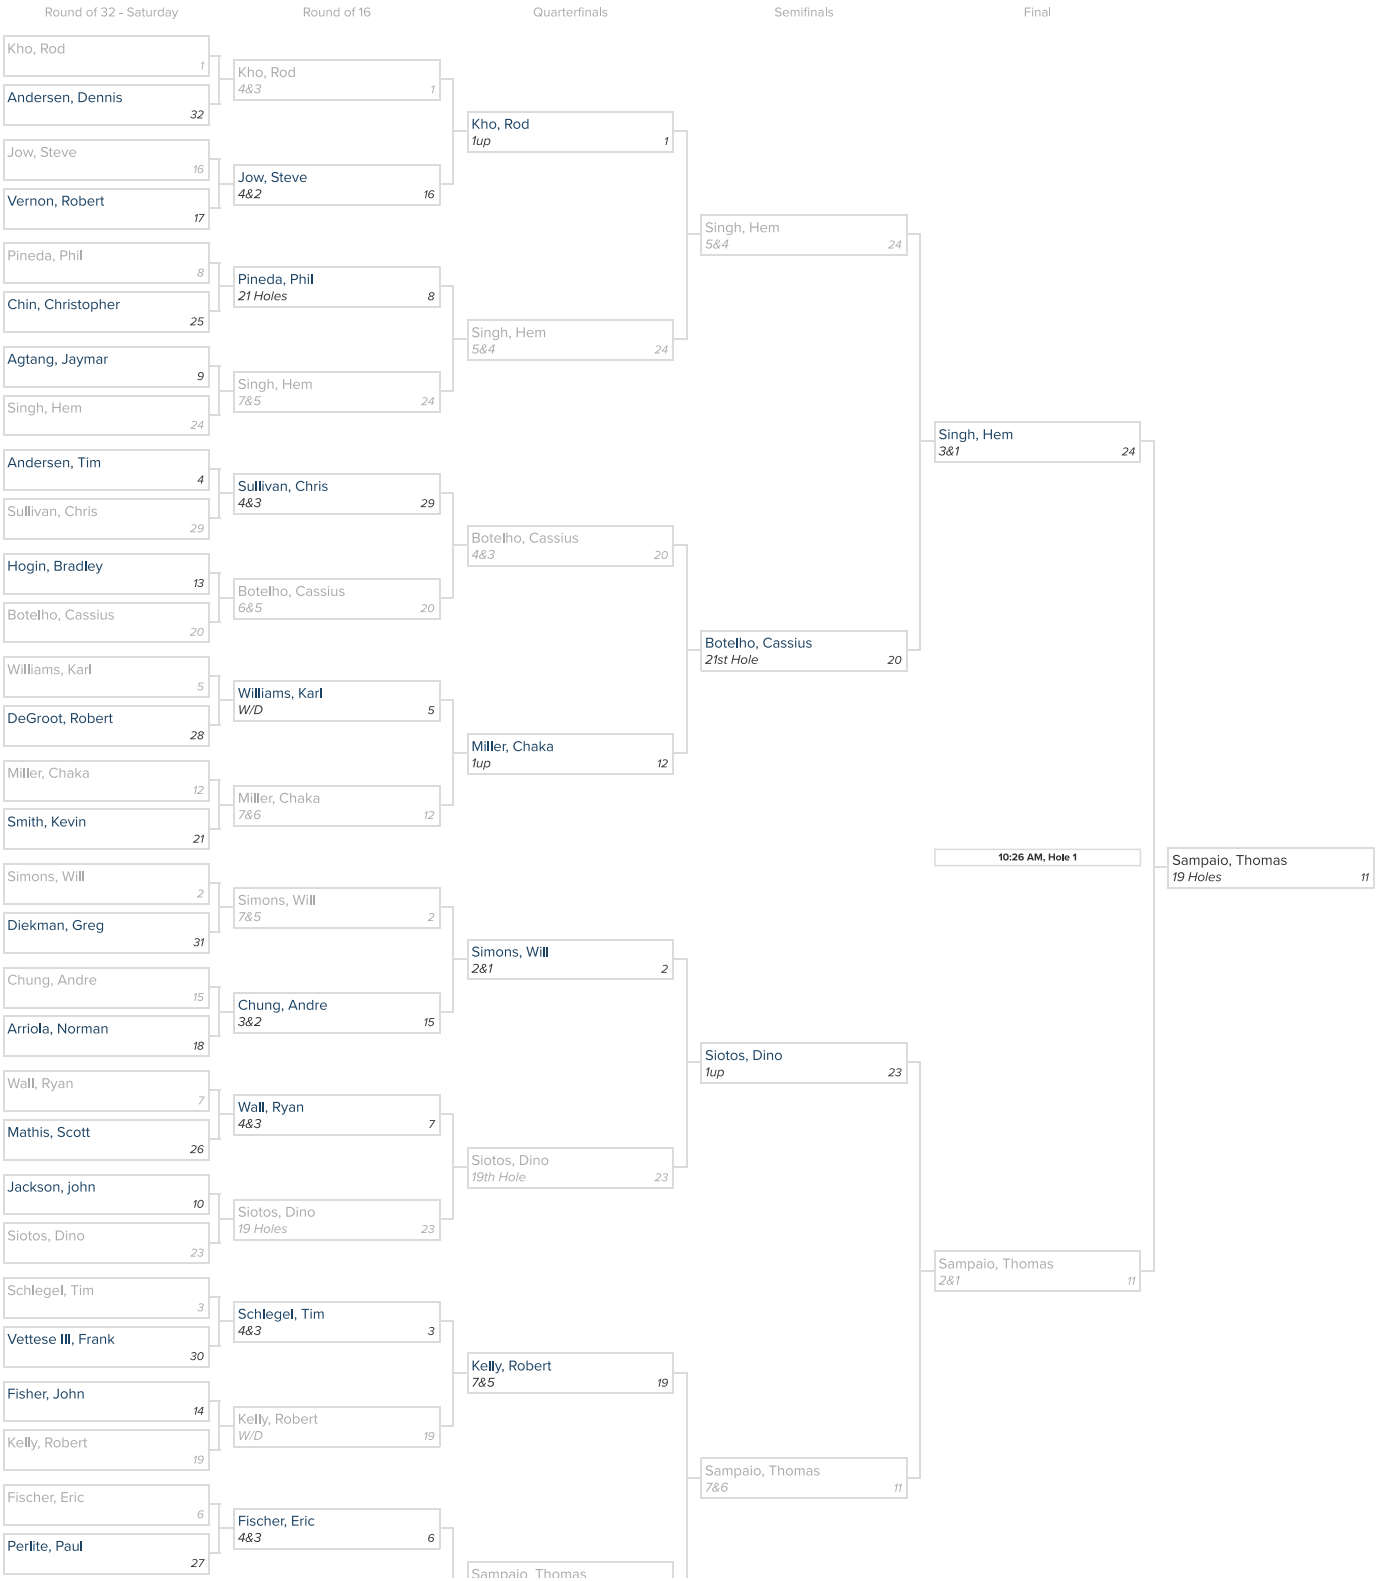 Round of 32 - Saturday
Round of 16
Quarterfinals
Semifinals
Final
Kho, Rod
1
Andersen, Dennis
32
Jow, Steve
16
Vernon, Robert
17
Pineda, Phil
8
Chin, Christopher
25
Agtang, Jaymar
9
Singh, Hem
24
Andersen, Tim
4
Sullivan, Chris
29
Hogin, Bradley
13
Botelho, Cassius
20
Williams, Karl
5
DeGroot, Robert
28
Miller, Chaka
12
Smith, Kevin
21
Simons, Will
2
Diekman, Greg
31
Chung, Andre
15
Arriola, Norman
18
Wall, Ryan
7
Mathis, Scott
26
Jackson, john
10
Siotos, Dino
23
Schlegel, Tim
3
Vettese III, Frank
30
Fisher, John
14
Kelly, Robert
19
Fischer, Eric
6
Perlite, Paul
27
Kho, Rod
4&3 1
Jow, Steve
4&2 16
Pineda, Phil
21 Holes 8
Singh, Hem
7&5 24
Sullivan, Chris
4&3 29
Botelho, Cassius
6&5 20
Williams, Karl
W/D 5
Miller, Chaka
7&6 12
Simons, Will
7&5 2
Chung, Andre
3&2 15
Wall, Ryan
4&3 7
Siotos, Dino
19 Holes 23
Schlegel, Tim
4&3 3
Kelly, Robert
W/D 19
Fischer, Eric
4&3 6
Kho, Rod
1up 1
Singh, Hem
5&4 24
Botelho, Cassius
4&3 20
Miller, Chaka
1up 12
Simons, Will
2&1 2
Siotos, Dino
19th Hole 23
Kelly, Robert
7&5 19
Sampaio, Thomas
Singh, Hem
5&4 24
Botelho, Cassius
21st Hole 20
Siotos, Dino
1up 23
Sampaio, Thomas
7&6 11
Singh, Hem
3&1 24
10:26 AM, Hole 1
Sampaio, Thomas
2&1 11
Sampaio, Thomas
19 Holes 11